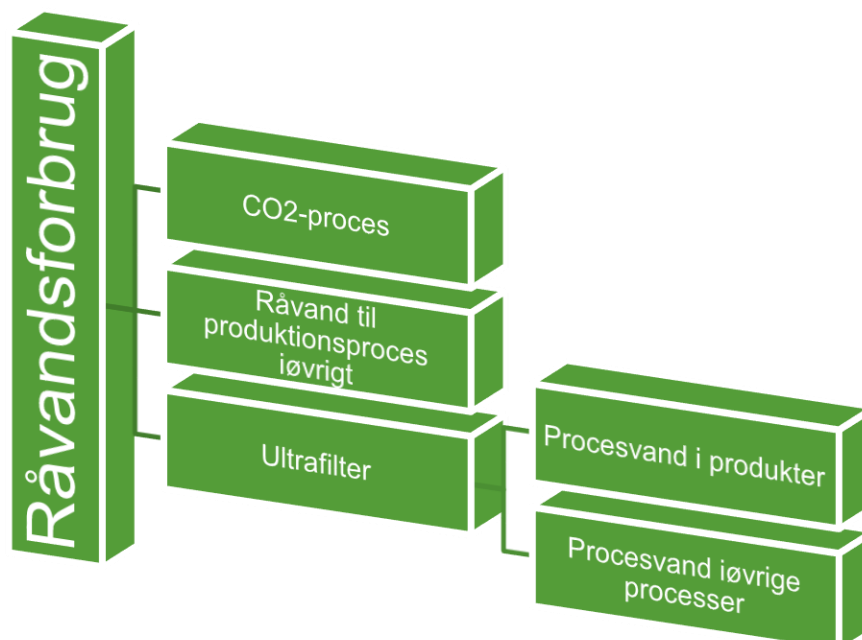 Råvandsforbrug
CO2-proces
Råvand til
produktionsproces
iøvrigt
Ultrafilter
Procesvand i produkter
Procesvand iøvrige
processer